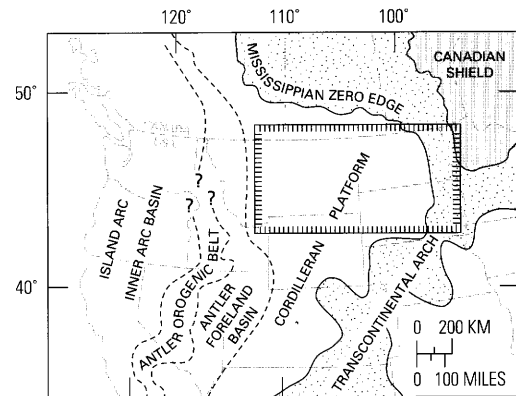 120°
110°
100°
50°
40°
MISSISSIPPIAN ZERO EDGE
CANADIAN
SHIELD
PLATFORM
?
?
?
ISLAND ARC
INNER ARC BASIN
ANTLER OROGENIC BELT
ANTLER
FORELAND
BASIN
CORDILLERAN
TRANSCONTINENTAL ARCH
0 200 KM
0 100 MILES